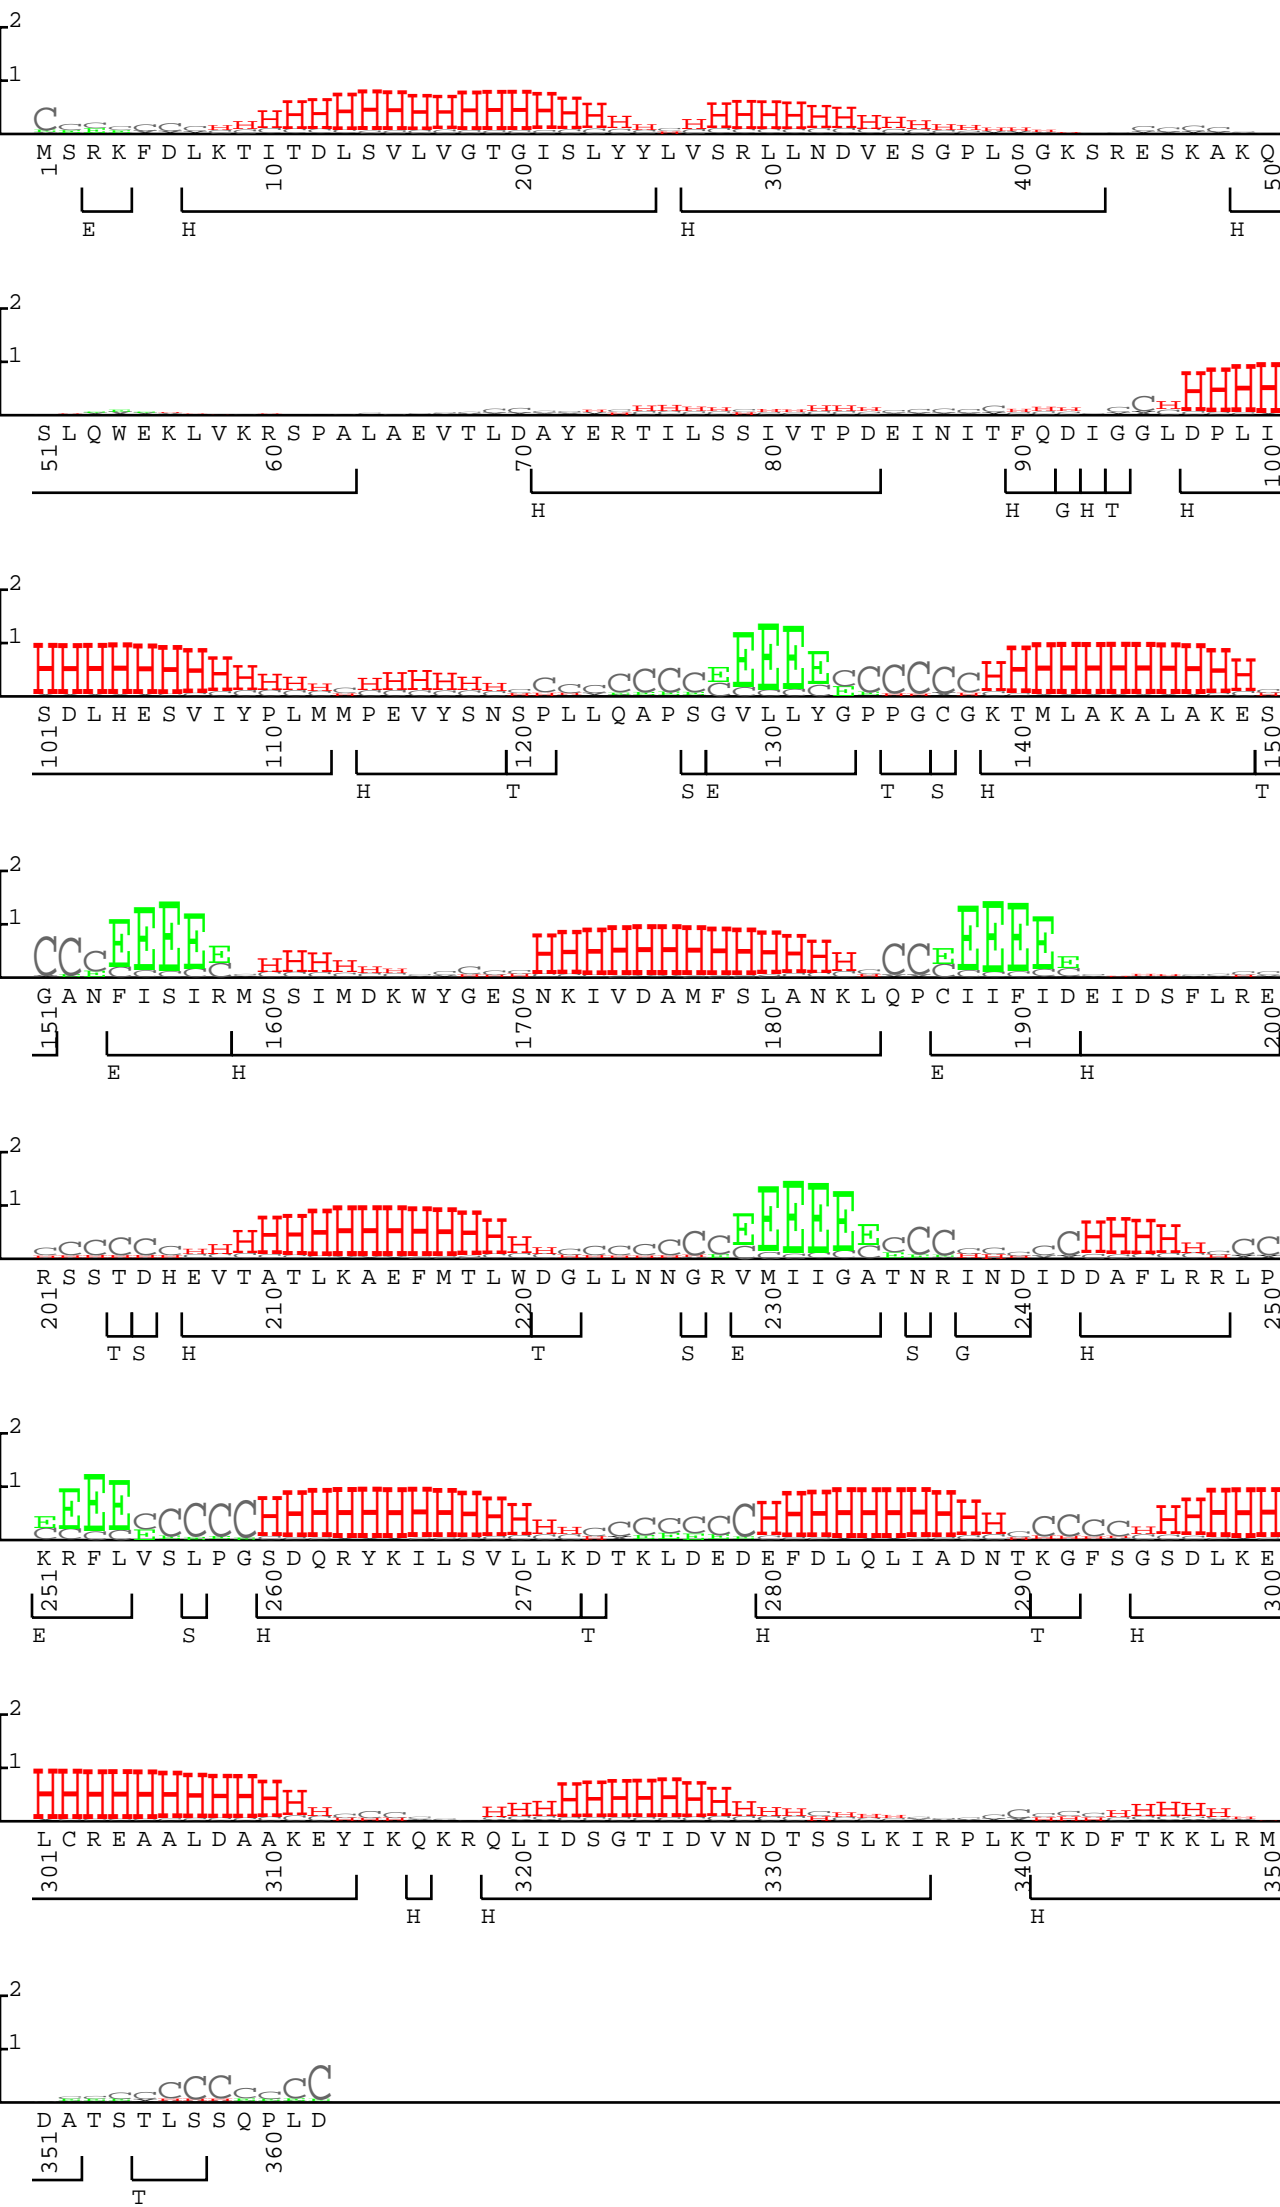 2
1
M S R K F D L K T I T D L S V L V G T G I S L Y Y L V S R L L N D V E S G P L S G K S R E S K A K Q
1 10 20 30 40 50
E H H H
2
1
S L Q W E K L V K R S P A L A E V T L D A Y E R T I L S S I V T P D E I N I T F Q D I G G L D P L I
51 60 70 80 90 100
H H G H T H
2
1
S D L H E S V I Y P L M M P E V Y S N S P L L Q A P S G V L L Y G P P G C G K T M L A K A L A K E S
101 110 120 130 140 150
H T S E T S H T
2
1
G A N F I S I R M S S I M D K W Y G E S N K I V D A M F S L A N K L Q P C I I F I D E I D S F L R E
151 160 170 180 190 200
E H E H
2
1
R S S T D H E V T A T L K A E F M T L W D G L L N N G R V M I I G A T N R I N D I D D A F L R R L P
201 210 220 230 240 250
T S H T S E S G H
2
1
K R F L V S L P G S D Q R Y K I L S V L L K D T K L D E D E F D L Q L I A D N T K G F S G S D L K E
251 260 270 280 290 300
E S H T H T H
2
1
L C R E A A L D A A K E Y I K Q K R Q L I D S G T I D V N D T S S L K I R P L K T K D F T K K L R M
301 310 320 330 340 350
H H H
2
1
D A T S T L S S Q P L D
351 360
T